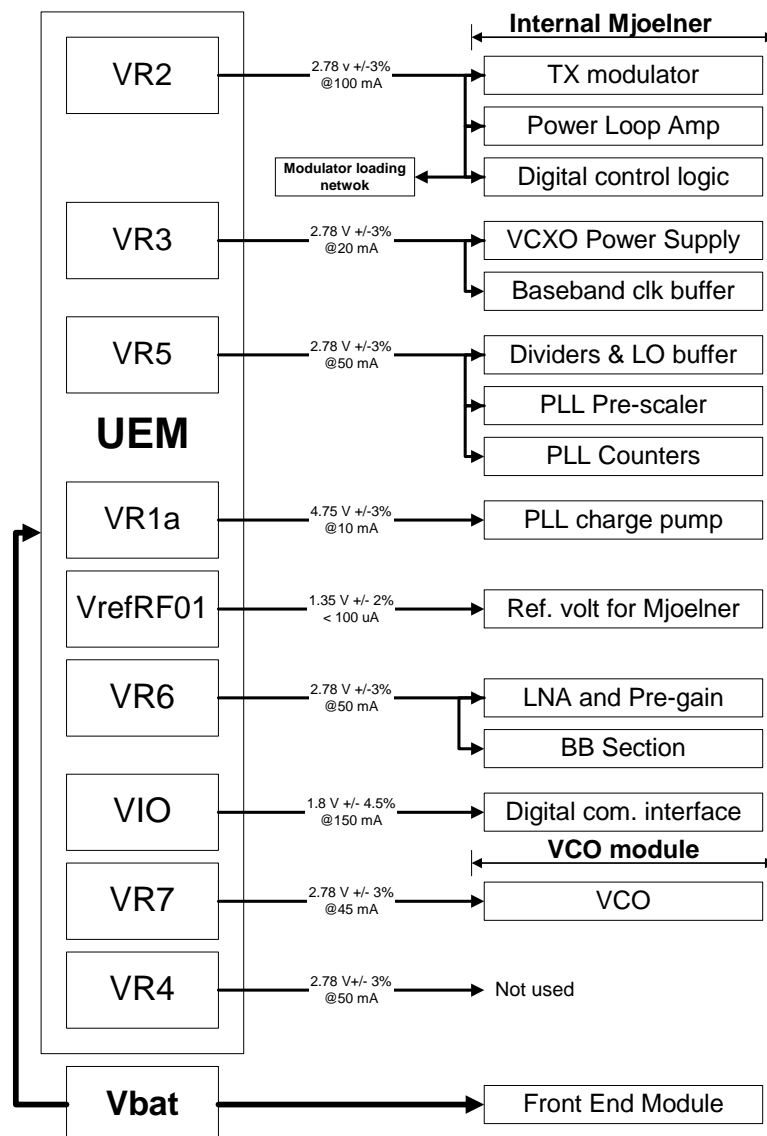 Internal Mjoelner
VR2
2.78 v +/-3%
@100 mA
TX modulator
Power Loop Amp
Modulator loading
netwok
Digital control logic
VR3
2.78 V +/-3%
@20 mA
VCXO Power Supply
Baseband clk buffer
VR5
2.78 V +/-3%
@50 mA
Dividers & LO buffer
PLL Pre-scaler
UEM
PLL Counters
VR1a
4.75 V +/-3%
@10 mA
PLL charge pump
VrefRF01
1.35 V +/- 2%
< 100 uA
Ref. volt for Mjoelner
VR6
2.78 V +/-3%
@50 mA
LNA and Pre-gain
BB Section
VIO
1.8 V +/- 4.5%
@150 mA
Digital com. interface
VCO module
VR7
2.78 V +/- 3%
@45 mA
VCO
VR4
2.78 V+/- 3%
@50 mA
Not used
Vbat
Front End Module